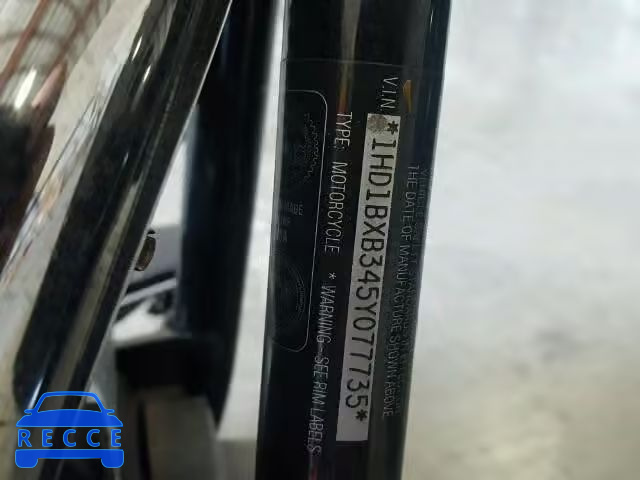 THE DATE OF MANUFACTURE SHOWN ABOVE
V.I.N. *1HD1BXB345Y077735*
TYPE: MOTORCYCLE * WARNING - SEE RIM LABELS
RECCE